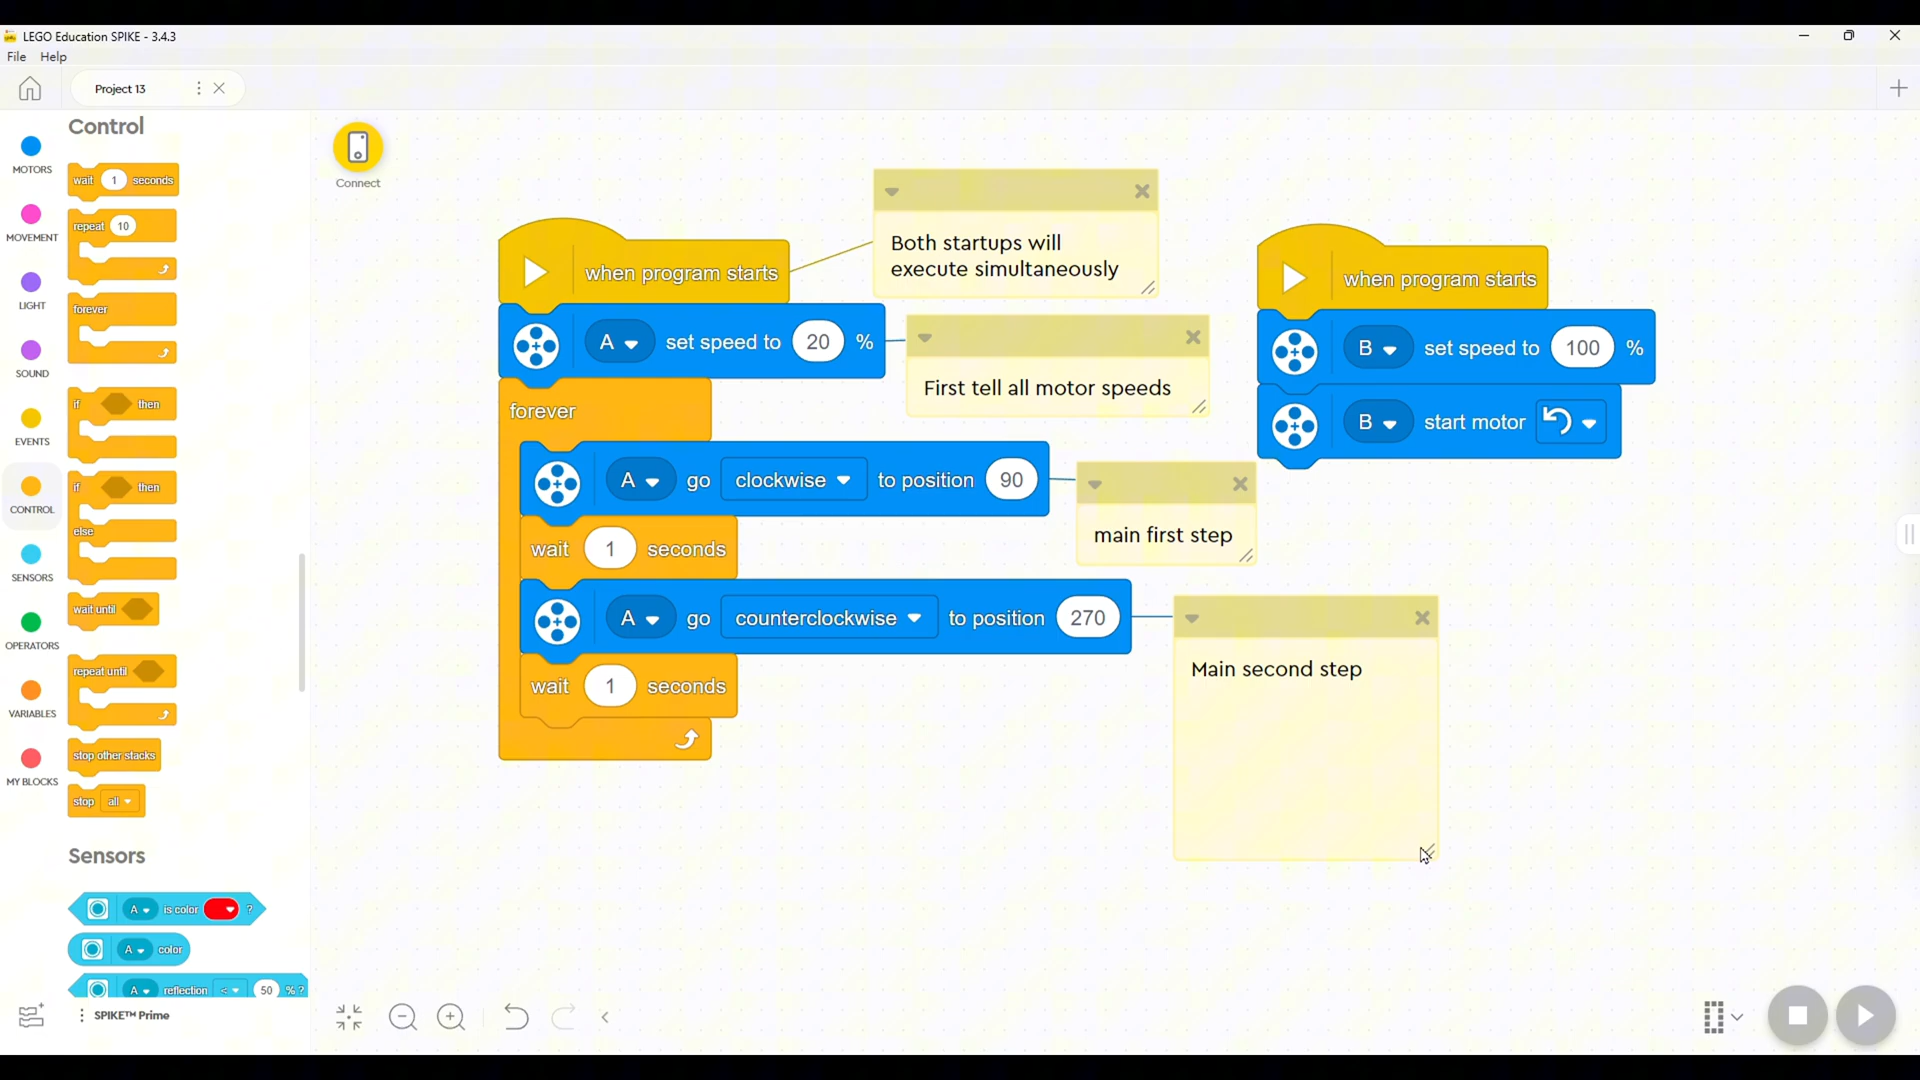 LEGO Education SPIKE - 3.4.3
File Help
Project 13
Control
MOTORS
MOVEMENT
LIGHT
SOUND
EVENTS
CONTROL
SENSORS
OPERATORS
VARIABLES
MY BLOCKS
wait 1 seconds
repeat 10
forever
if then
if then
else
wait until
repeat until
stop other stacks
stop all
Sensors
A is color ?
A color
A reflection < 50 % ?
SPIKE™ Prime
Connect
when program starts
A set speed to 20 %
forever
A go clockwise to position 90
wait 1 seconds
A go counterclockwise to position 270
wait 1 seconds
Both startups will
execute simultaneously
First tell all motor speeds
main first step
Main second step
when program starts
B set speed to 100 %
B start motor